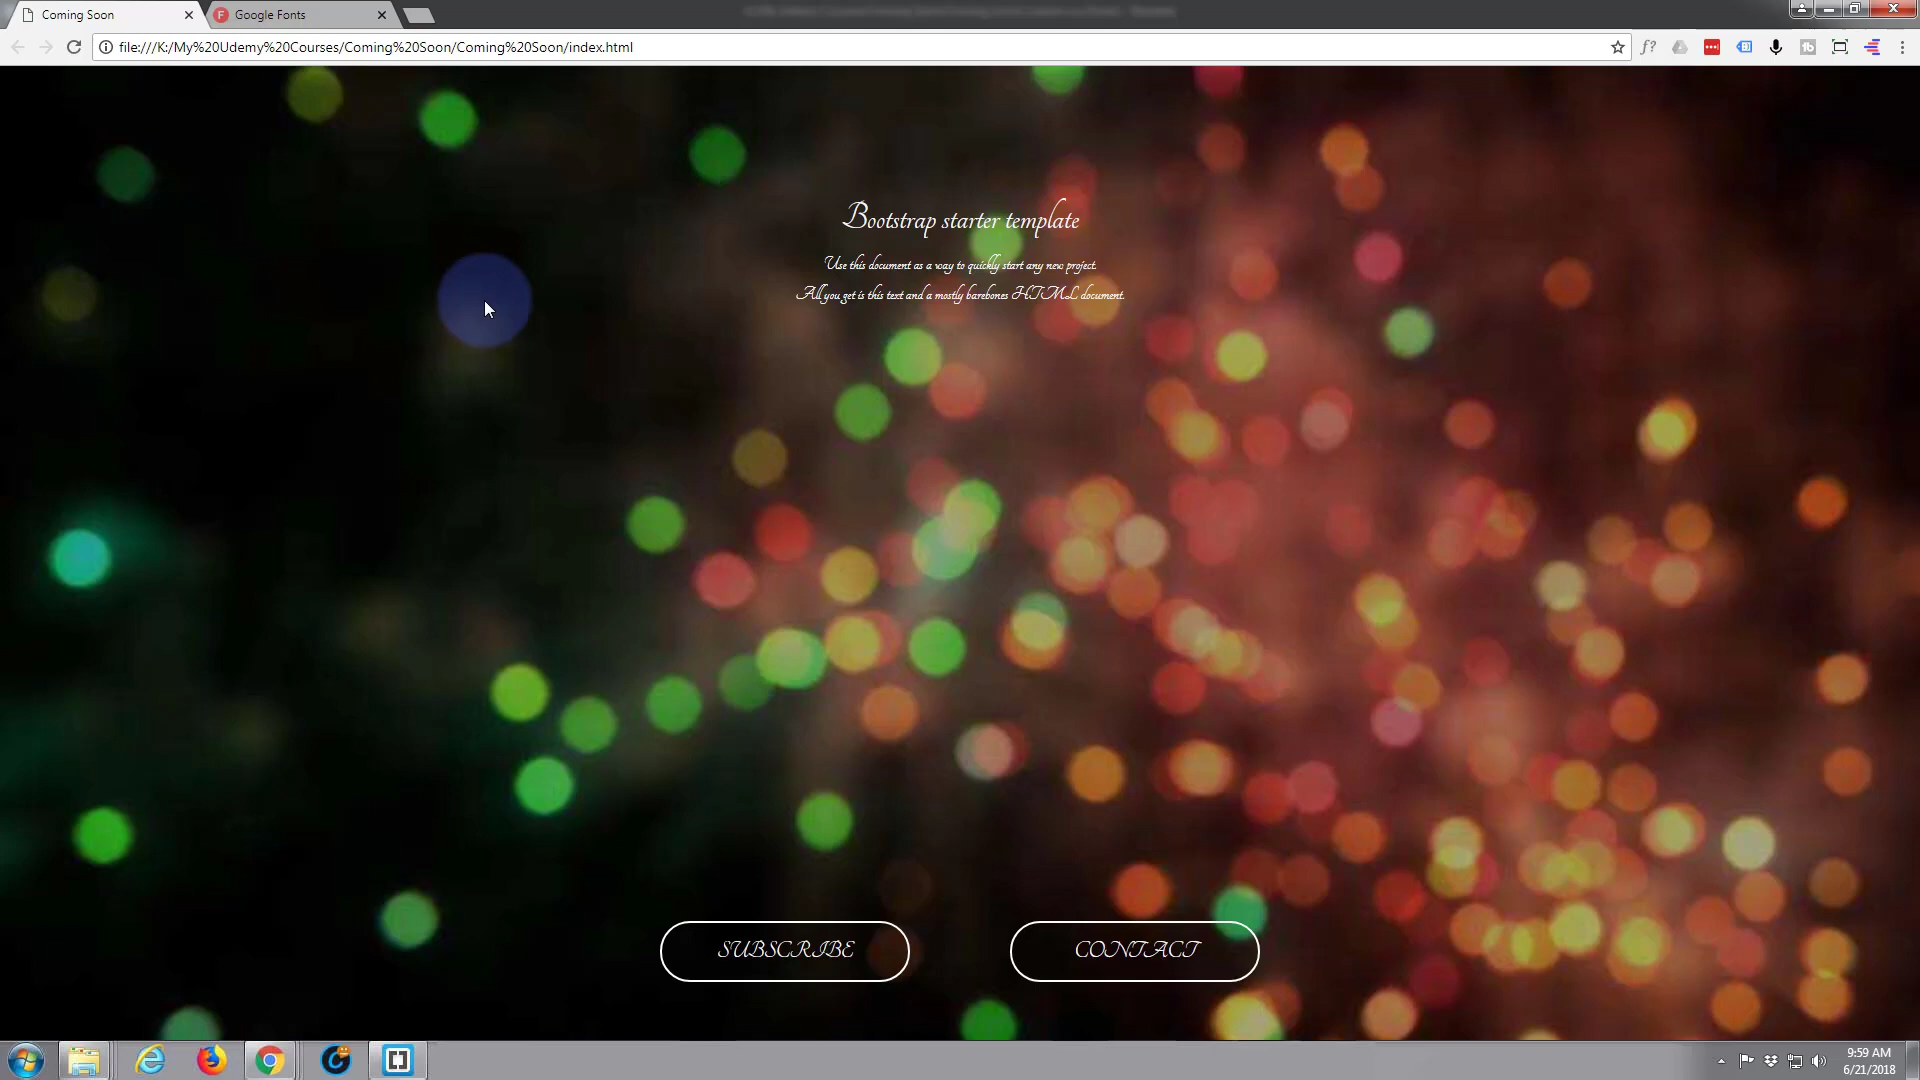 Coming Soon
Google Fonts
file:///K:/My%20Udemy%20Courses/Coming%20Soon/Coming%20Soon/index.html
f?
Bootstrap starter template
Use this document as a way to quickly start any new project.
All you get is this text and a mostly barebones HTML document.
SUBSCRIBE
CONTACT
9:59 AM
6/21/2018